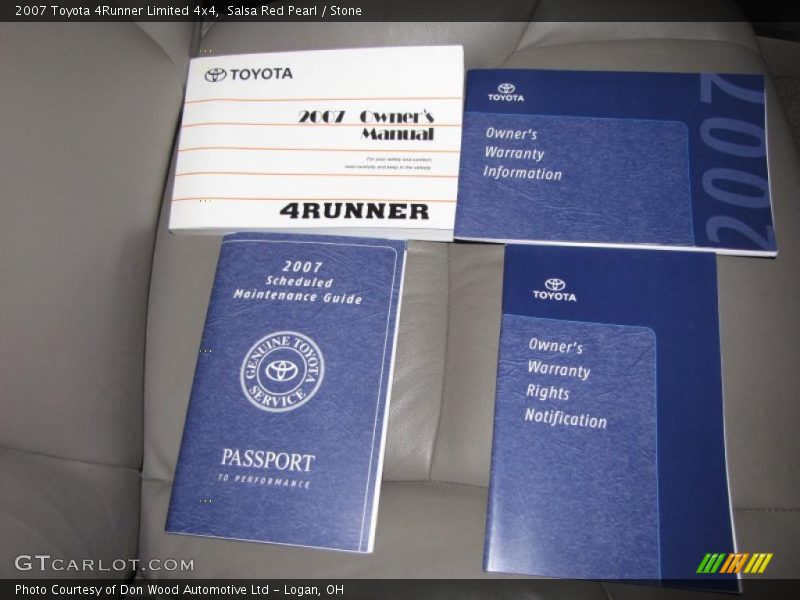 2007 Toyota 4Runner Limited 4x4, Salsa Red Pearl / Stone
TOYOTA
2007 Owner's
Manual
For your safety and comfort,
read carefully and keep in the vehicle.
4RUNNER
TOYOTA
Owner's
Warranty
Information
2007
2007
Scheduled
Maintenance Guide
GENUINE TOYOTA
SERVICE
PASSPORT
TO PERFORMANCE
TOYOTA
Owner's
Warranty
Rights
Notification
GTCARLOT.COM
Photo Courtesy of Don Wood Automotive Ltd - Logan, OH